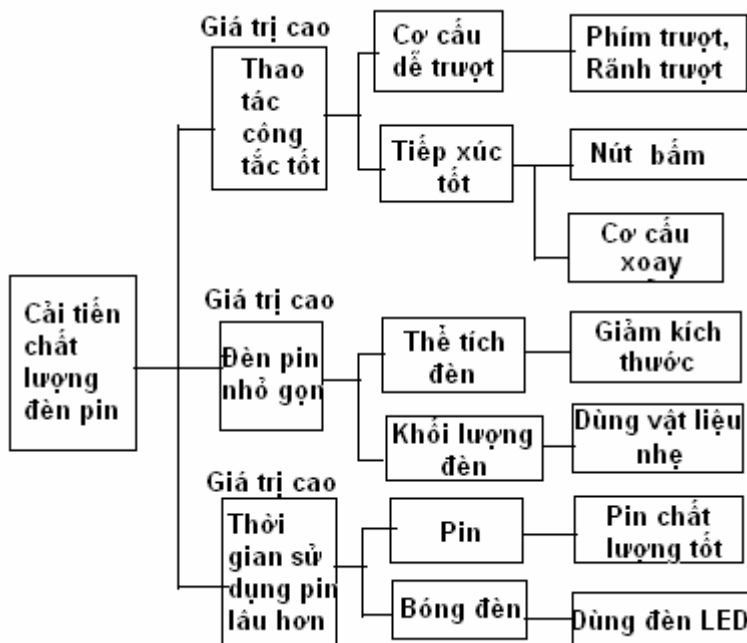 Giá trị cao
Thao
tác
công
tắc tốt
Cơ cấu
dễ trượt
Phím trượt,
Rãnh trượt
Tiếp xúc
tốt
Nút bấm
Cơ cấu
xoay
Cải tiến
chất
lượng
đèn pin
Giá trị cao
Đèn pin
nhỏ gọn
Thể tích
đèn
Giảm kích
thước
Khối lượng
đèn
Dùng vật liệu
nhẹ
Giá trị cao
Thời
gian sử
dụng pin
lâu hơn
Pin
Pin chất
lượng tốt
Bóng đèn
Dùng đèn LED